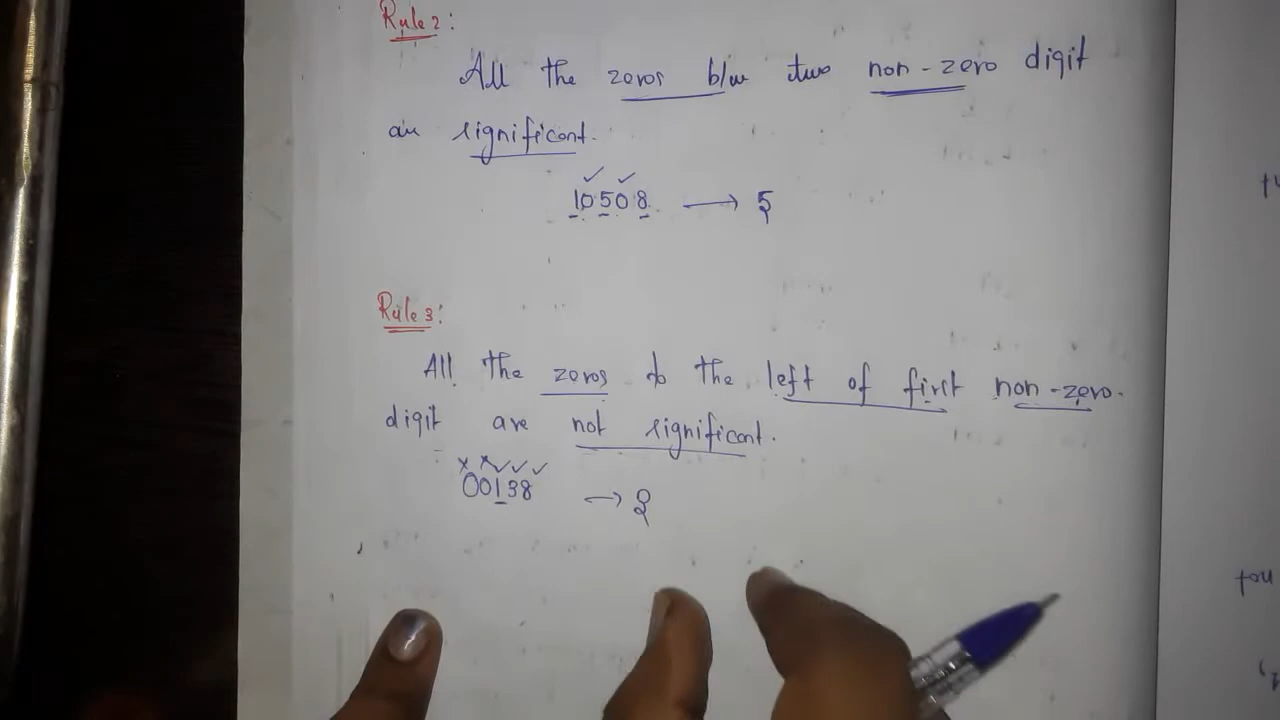 Rule 2:
All the zeros b/w two non-zero digit
are significant.
10508 → 5
Rule 3:
All the zeros to the left of first non-zero.
digit are not significant.
00138 → 3